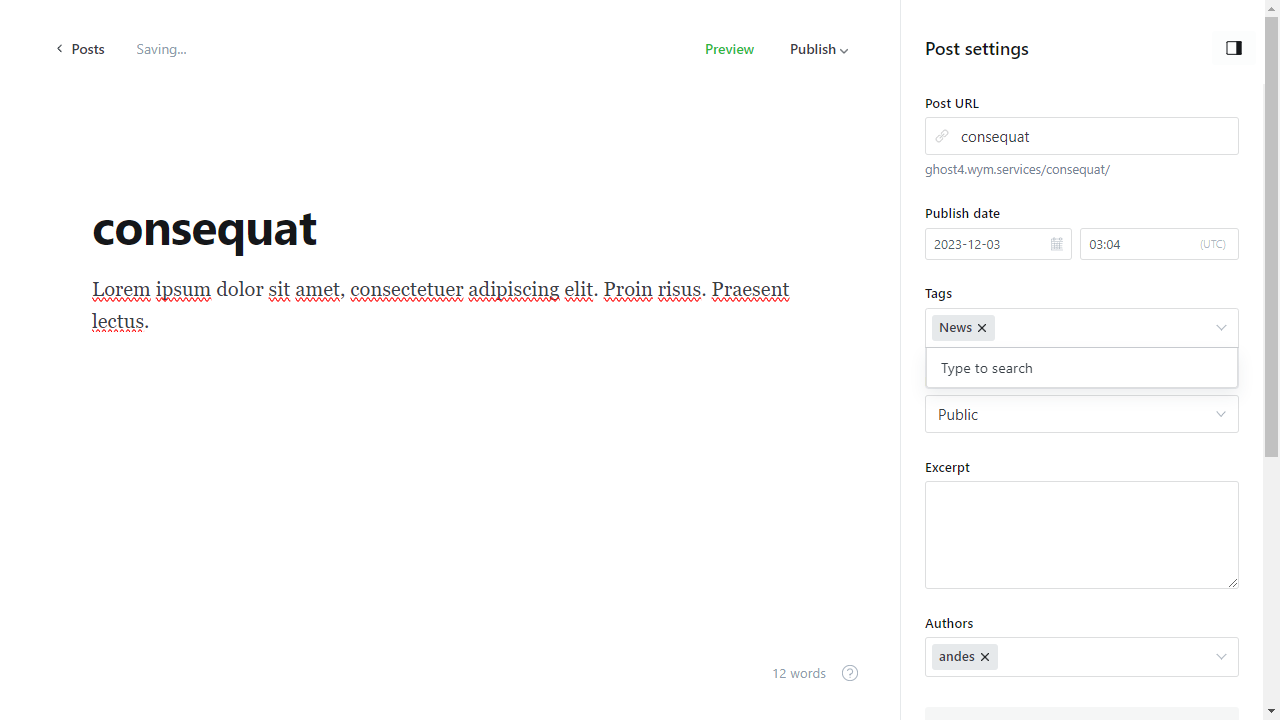 Posts
Saving...
Preview
Publish
Post settings
Post URL
consequat
ghost4.wym.services/consequat/
Publish date
2023-12-03
03:04
(UTC)
Tags
News
Type to search
Public
Excerpt
Authors
andes
consequat
Lorem ipsum dolor sit amet, consectetuer adipiscing elit. Proin risus. Praesent
lectus.
12 words
?